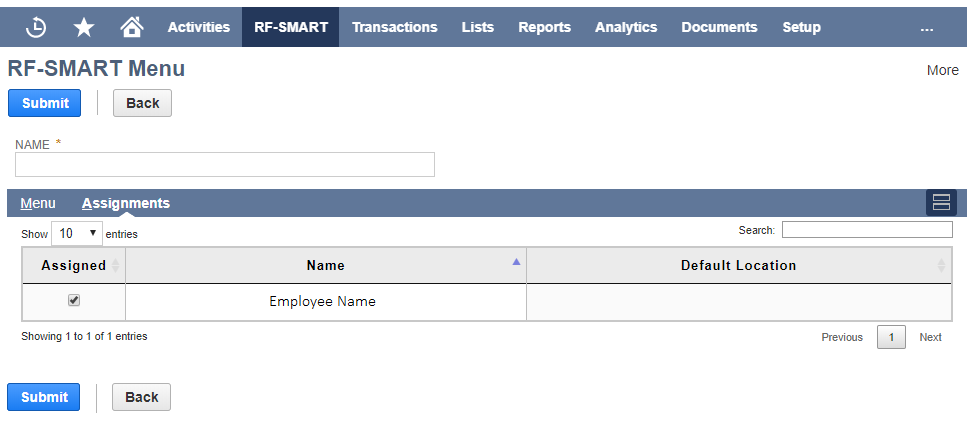 Activities RF-SMART Transactions Lists Reports Analytics Documents Setup ...
RF-SMART Menu
More
Submit Back
NAME *
Menu Assignments
Show 10 entries Search:
Assigned Name Default Location
Employee Name
Showing 1 to 1 of 1 entries Previous 1 Next
Submit Back